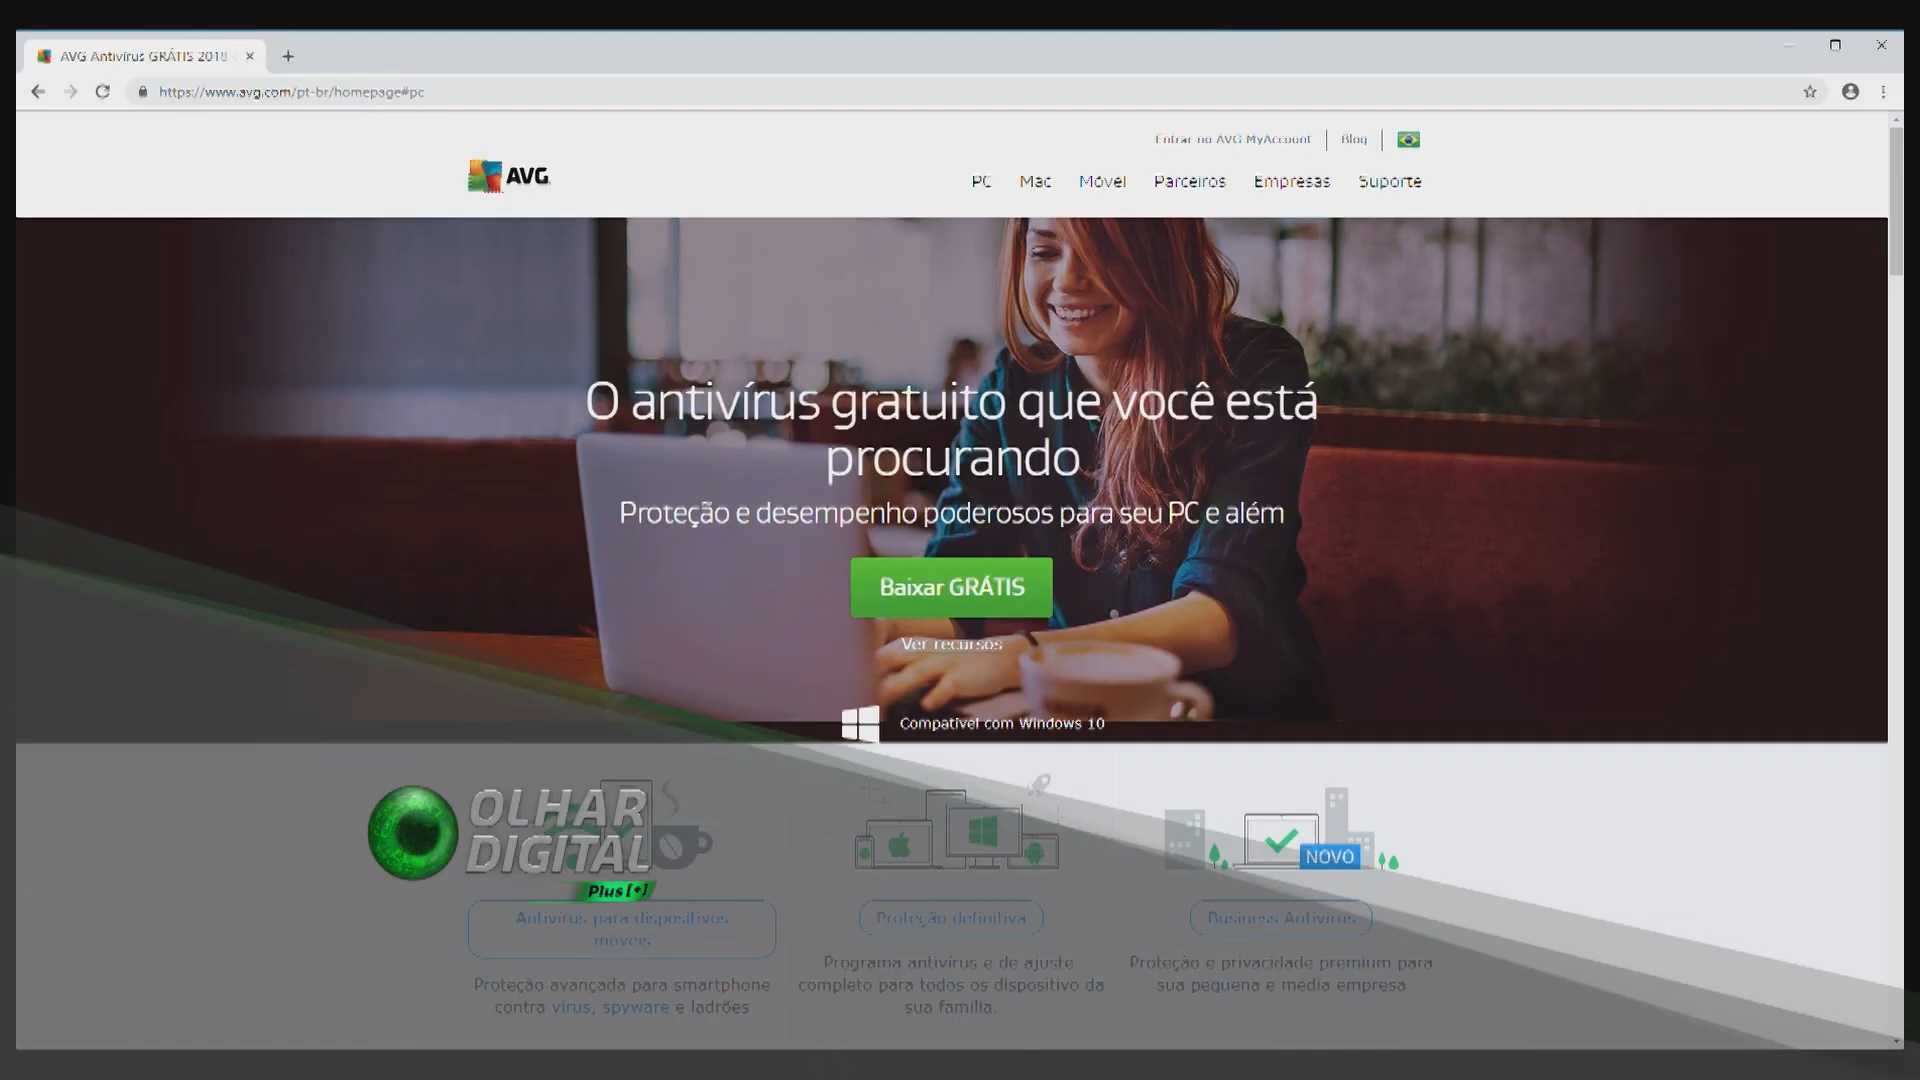 AVG Antivírus GRÁTIS 2018
https://www.avg.com/pt-br/homepage#pc
Entrar no AVG MyAccount
Blog
AVG
PC
Mac
Móvel
Parceiros
Empresas
Suporte
O antivírus gratuito que você está
procurando
Proteção e desempenho poderosos para seu PC e além
Baixar GRÁTIS
Ver recursos
Compatível com Windows 10
OLHAR
DIGITAL
Plus[+]
NOVO
Antivírus para dispositivos
móveis
Proteção definitiva
Business Antivirus
Proteção avançada para smartphone
contra vírus, spyware e ladrões
Programa antivírus e de ajuste
completo para todos os dispositivo da
sua família.
Proteção e privacidade premium para
sua pequena e média empresa